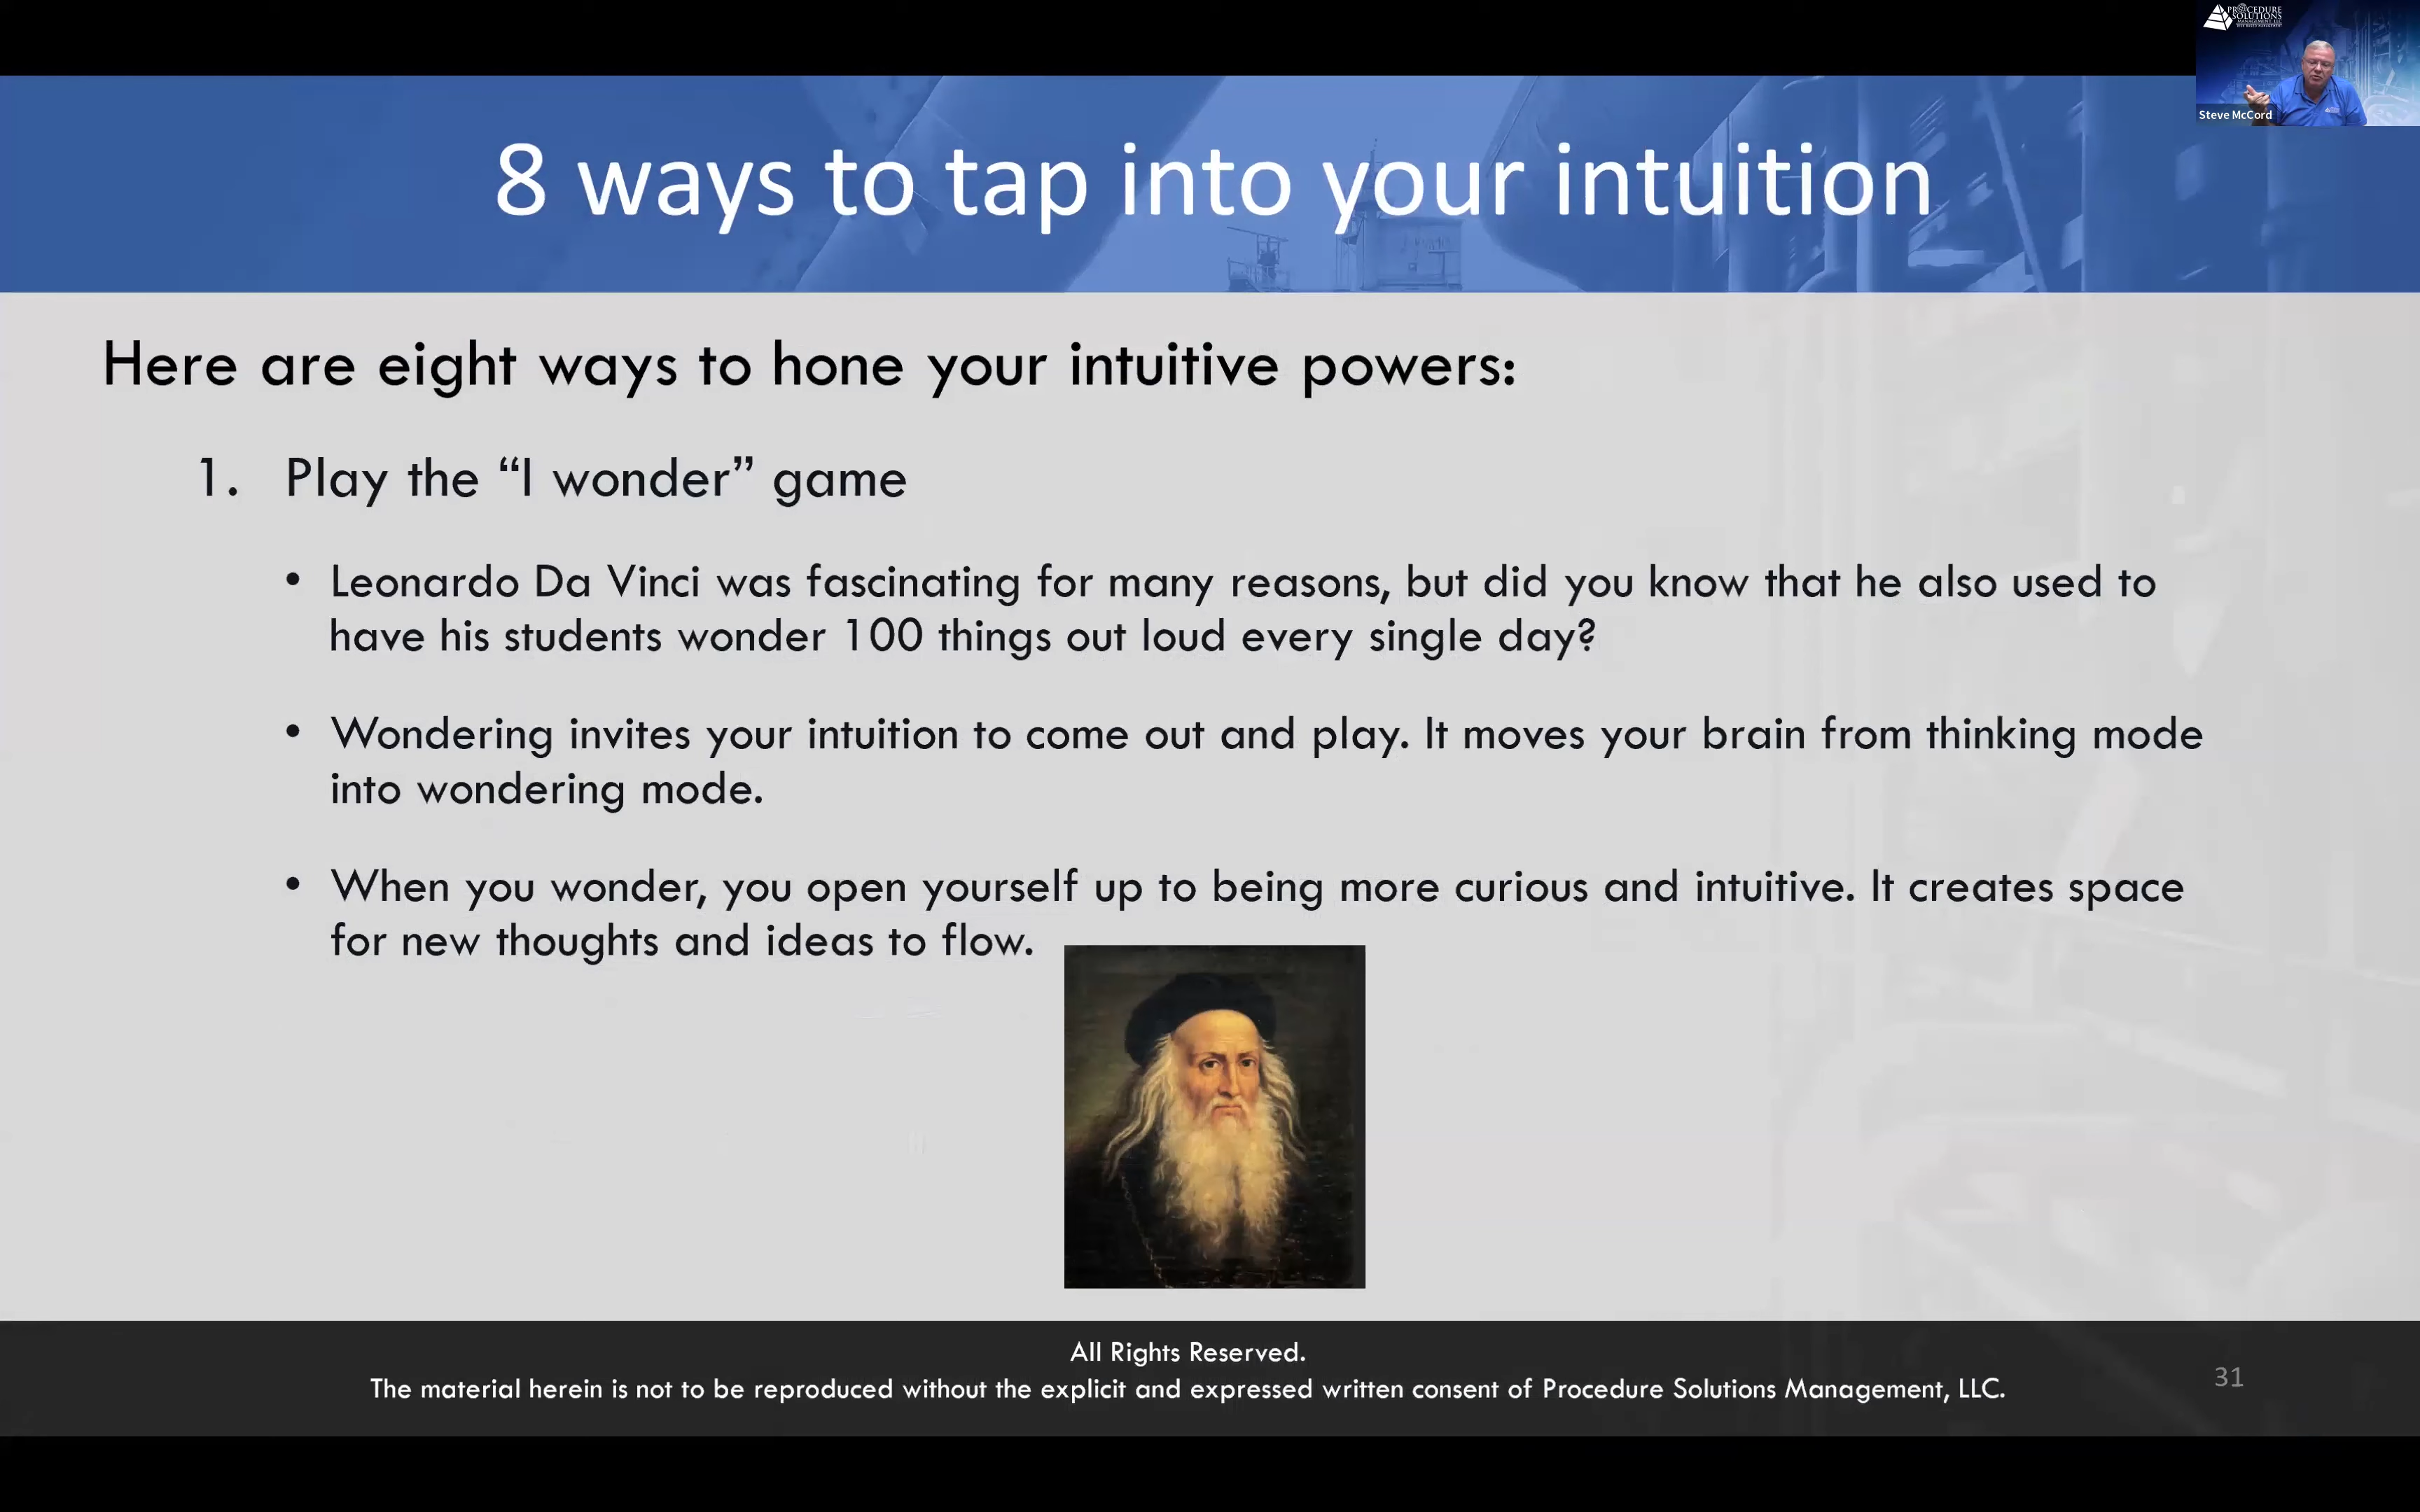 PROCEDURE
SOLUTIONS
Steve McCord
8 ways to tap into your intuition
Here are eight ways to hone your intuitive powers:
1. Play the “I wonder” game
• Leonardo Da Vinci was fascinating for many reasons, but did you know that he also used to
have his students wonder 100 things out loud every single day?
• Wondering invites your intuition to come out and play. It moves your brain from thinking mode
into wondering mode.
• When you wonder, you open yourself up to being more curious and intuitive. It creates space
for new thoughts and ideas to flow.
All Rights Reserved.
The material herein is not to be reproduced without the explicit and expressed written consent of Procedure Solutions Management, LLC.
31